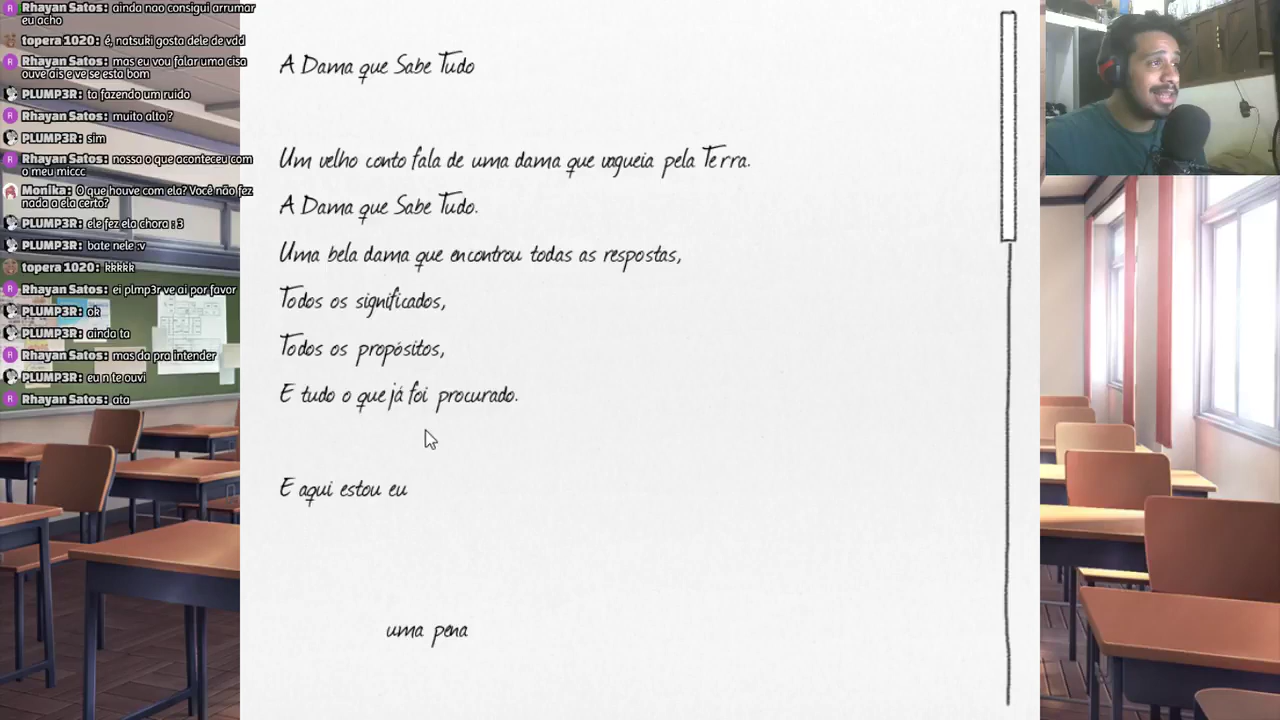 Rhayan Satos: ainda nao consigui arrumar
eu acho
topera 1020: é, natsuki gosta dele de vdd
Rhayan Satos: mas eu vou falar uma cisa
ouve ais e ve se esta bom
PLUMP3R: ta fazendo um ruido
Rhayan Satos: muito alto ?
PLUMP3R: sim
Rhayan Satos: nossa o que aconteceu com
o meu miccc
Monika: O que houve com ela? Você não fez
nada a ela certo?
PLUMP3R: ele fez ela chora ; 3
PLUMP3R: bate nele :v
topera 1020: kkkkk
Rhayan Satos: ei plmp3r ve ai por favor
PLUMP3R: ok
PLUMP3R: ainda ta
Rhayan Satos: mas da pra intender
PLUMP3R: eu n te ouvi
Rhayan Satos: ata
A Dama que Sabe Tudo
Um velho conto fala de uma dama que vagueia pela Terra.
A Dama que Sabe Tudo.
Uma bela dama que encontrou todas as respostas,
Todos os significados,
Todos os propósitos,
E tudo o que já foi procurado.
E aqui estou eu
uma pena